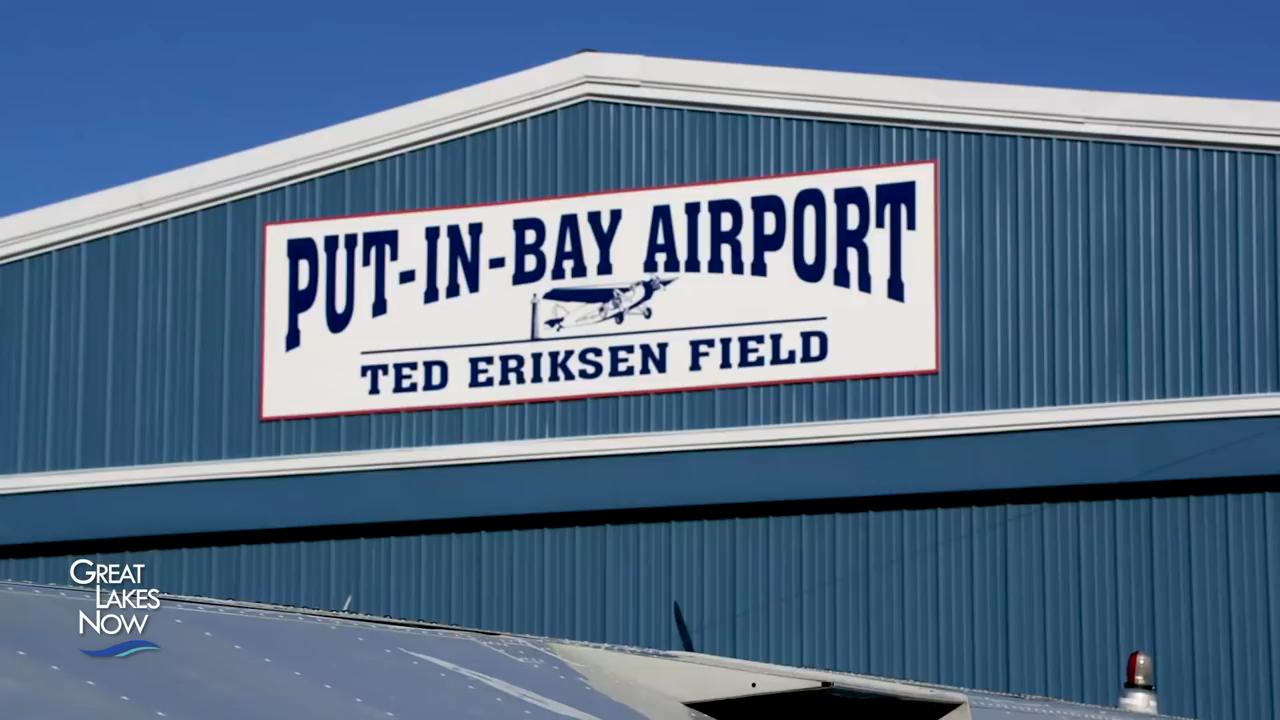 PUT-IN-BAY AIRPORT
TED ERIKSEN FIELD
GREAT
LAKES
NOW